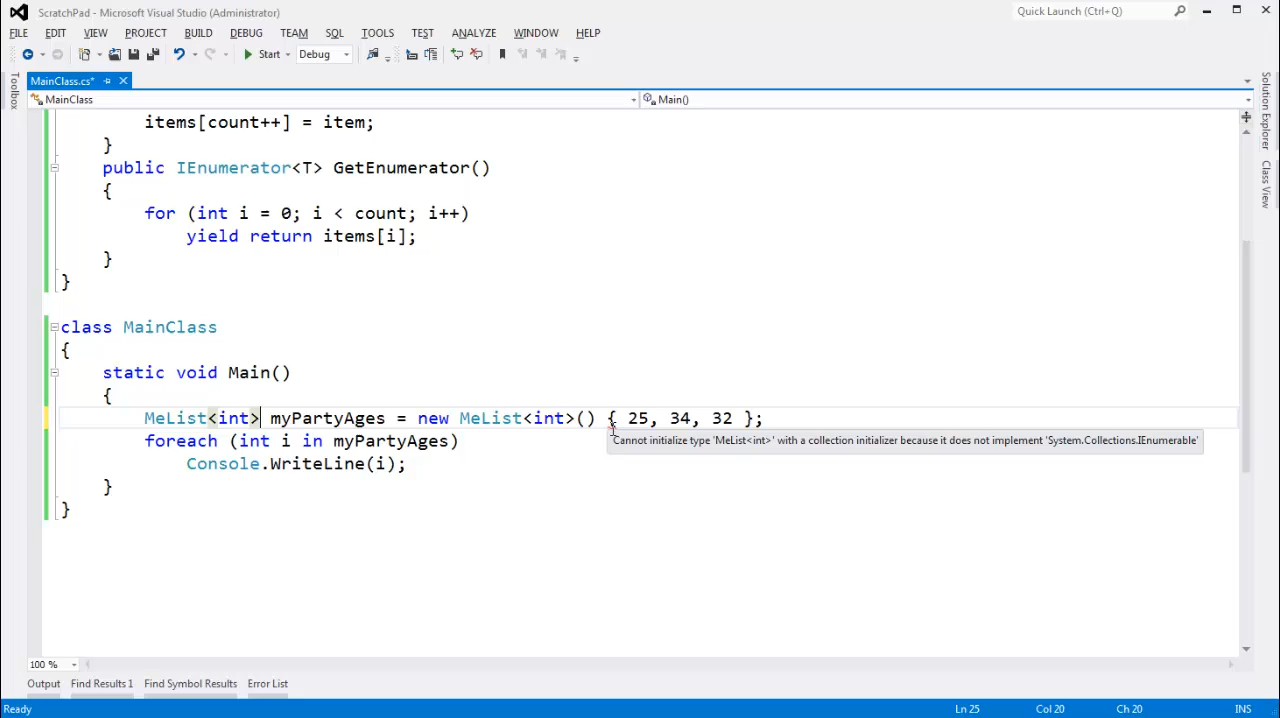 ScratchPad - Microsoft Visual Studio (Administrator)
Quick Launch (Ctrl+Q)
FILE EDIT VIEW PROJECT BUILD DEBUG TEAM SQL TOOLS TEST ANALYZE WINDOW HELP
Start Debug
MainClass.cs*
MainClass Main()
Toolbox
Solution Explorer
Class View
items[count++] = item;
}
public IEnumerator<T> GetEnumerator()
{
for (int i = 0; i < count; i++)
yield return items[i];
}
}
class MainClass
{
static void Main()
{
MeList<int> myPartyAges = new MeList<int>() { 25, 34, 32 };
Cannot initialize type 'MeList<int>' with a collection initializer because it does not implement 'System.Collections.IEnumerable'
foreach (int i in myPartyAges)
Console.WriteLine(i);
}
}
100 %
Output Find Results 1 Find Symbol Results Error List
Ready Ln 25 Col 20 Ch 20 INS